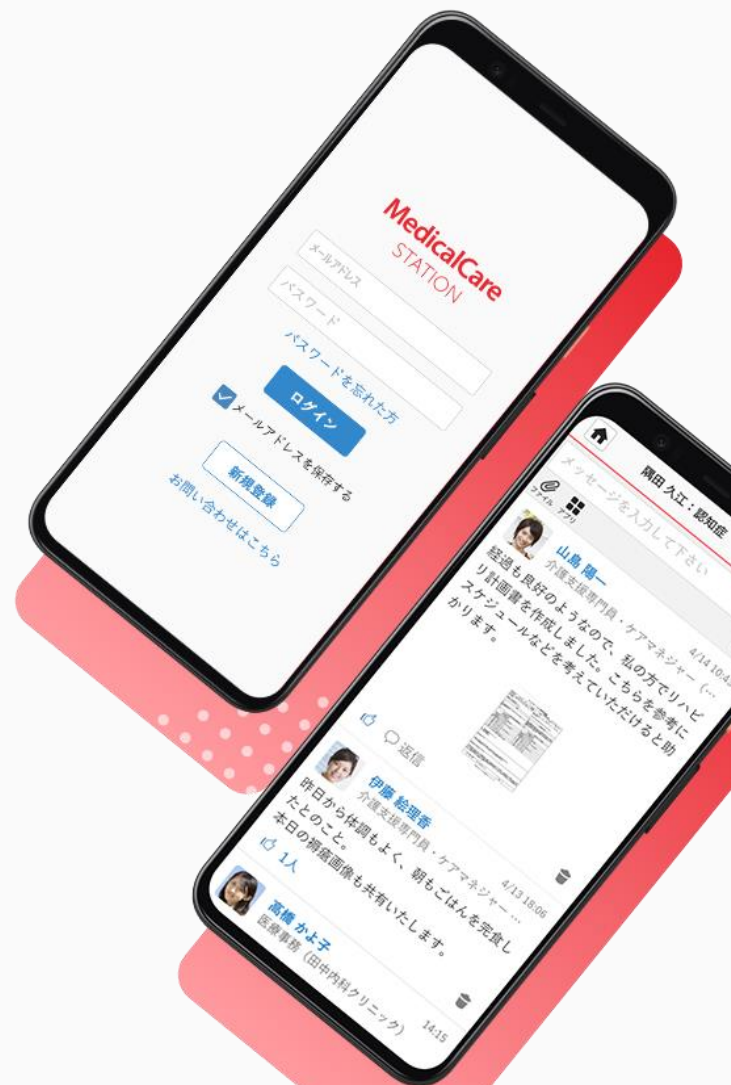 MedicalCare
STATION
メールアドレス
パスワード
パスワードを忘れた方
ログイン
メールアドレスを保存する
新規登録
お問い合わせはこちら
隅田 久江：認知症
メッセージを入力して下さい
ファイル アプリ
山島 陽一
介護支援専門員・ケアマネジャー（…
4/14 10:45
経過も良好のようなので、私の方でリハビ
リ計画書を作成しました。こちらを参考に
スケジュールなどを考えていただけると助
かります。
返信
伊藤 絵理香
介護支援専門員・ケアマネジャー…
4/13 18:06
昨日から体調もよく、朝もごはんを完食し
たとのこと。
本日の褥瘡画像も共有いたします。
1人
高橋 かよ子
医療事務（田中内科クリニック）
14:15